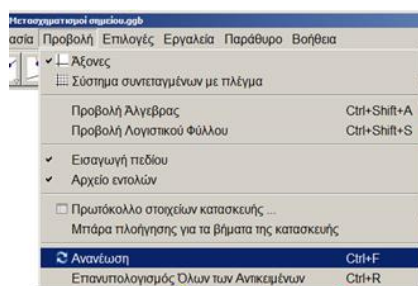 Μετασχηματισμοί σημείου.ggb
ασία Προβολή Επιλογές Εργαλεία Παράθυρο Βοήθεια
Άξονες
Σύστημα συντεταγμένων με πλέγμα
Προβολή Άλγεβρας Ctrl+Shift+A
Προβολή Λογιστικού Φύλλου Ctrl+Shift+S
Εισαγωγή πεδίου
Αρχείο εντολών
Πρωτόκολλο στοιχείων κατασκευής ...
Μπάρα πλοήγησης για τα βήματα της κατασκευής
Ανανέωση Ctrl+F
Επανυπολογισμός Όλων των Αντικειμένων Ctrl+R